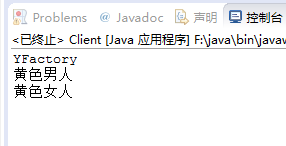 Problems @ Javadoc 声明 控制台
<已终止> Client [Java 应用程序] F:\java\bin\javaw
YFactory
黄色男人
黄色女人